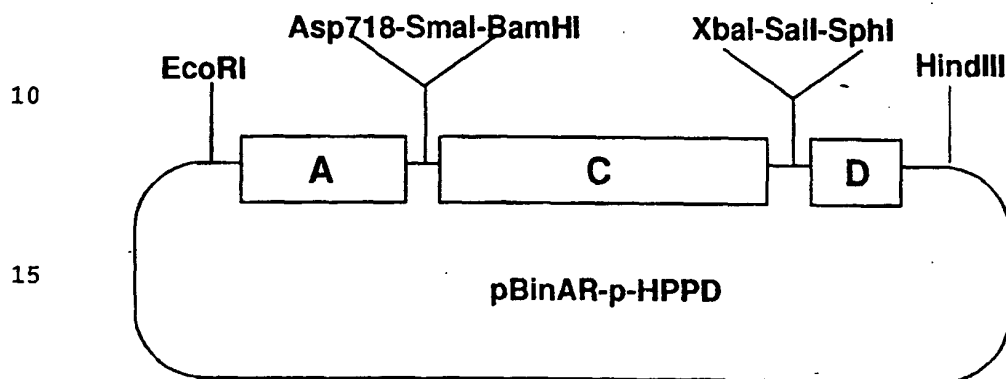 Asp718-SmaI-BamHI
XbaI-SalI-SphI
EcoRI
HindIII
10
A
C
D
15
pBinAR-p-HPPD